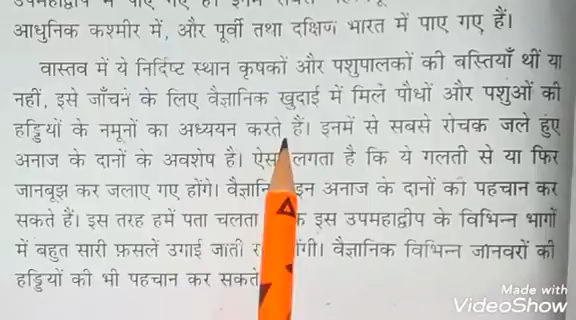 आधुनिक कश्मीर में, और पूर्वी तथा दक्षिण भारत में पाए गए हैं।
वास्तव में ये निर्दिष्ट स्थान कृषकों और पशुपालकों की बस्तियाँ थीं या
नहीं, इसे जाँचने के लिए वैज्ञानिक खुदाई में मिले पौधों और पशुओं की
हड्डियों के नमूनों का अध्ययन करते हैं। इनमें से सबसे रोचक जले हुए
अनाज के दानों के अवशेष हैं। लगता है कि ये गलती से या फिर
जानबूझ कर जलाए गए होंगे। इन अनाज के दानों की पहचान कर
सकते हैं। इस तरह हमें पता चलता इस उपमहाद्वीप के विभिन्न भागों
में बहुत सारी फ़सलें उगाई जाती वैज्ञानिक विभिन्न जानवरों की
हड्डियों की भी पहचान कर सकते
Made with
VideoShow